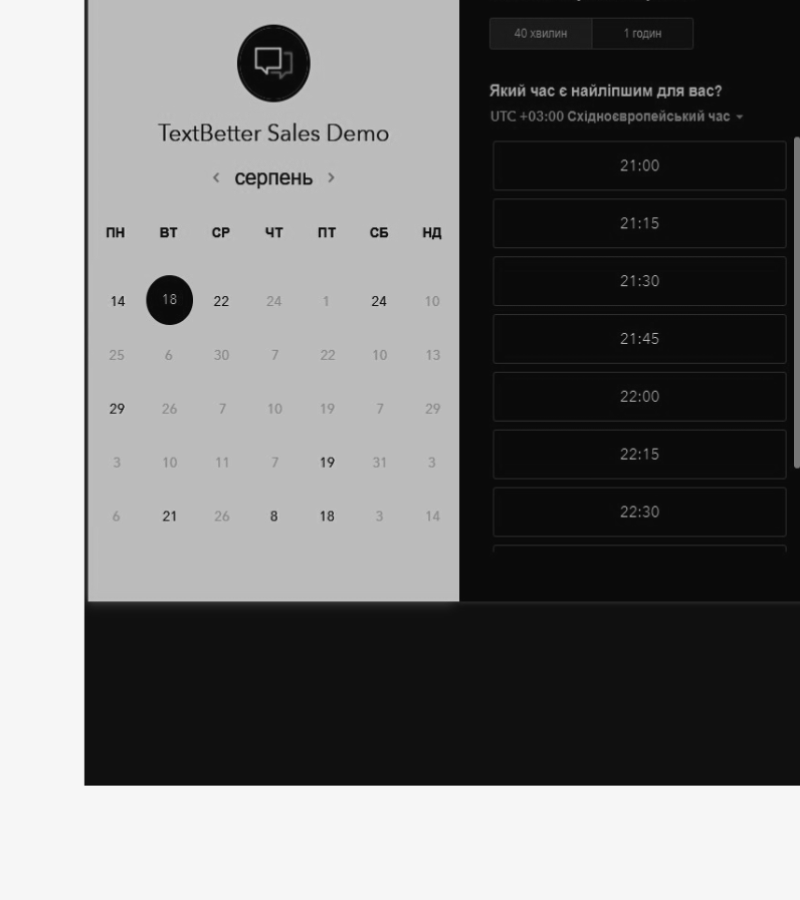 TextBetter Sales Demo
‹ серпень ›
ПН ВТ СР ЧТ ПТ СБ НД
14 18 22 24 1 24 10
25 6 30 7 22 10 13
29 26 7 10 19 7 29
3 10 11 7 19 31 3
6 21 26 8 18 3 14
40 хвилин 1 годин
Який час є найліпшим для вас?
UTC +03:00 Східноєвропейський час
21:00
21:15
21:30
21:45
22:00
22:15
22:30